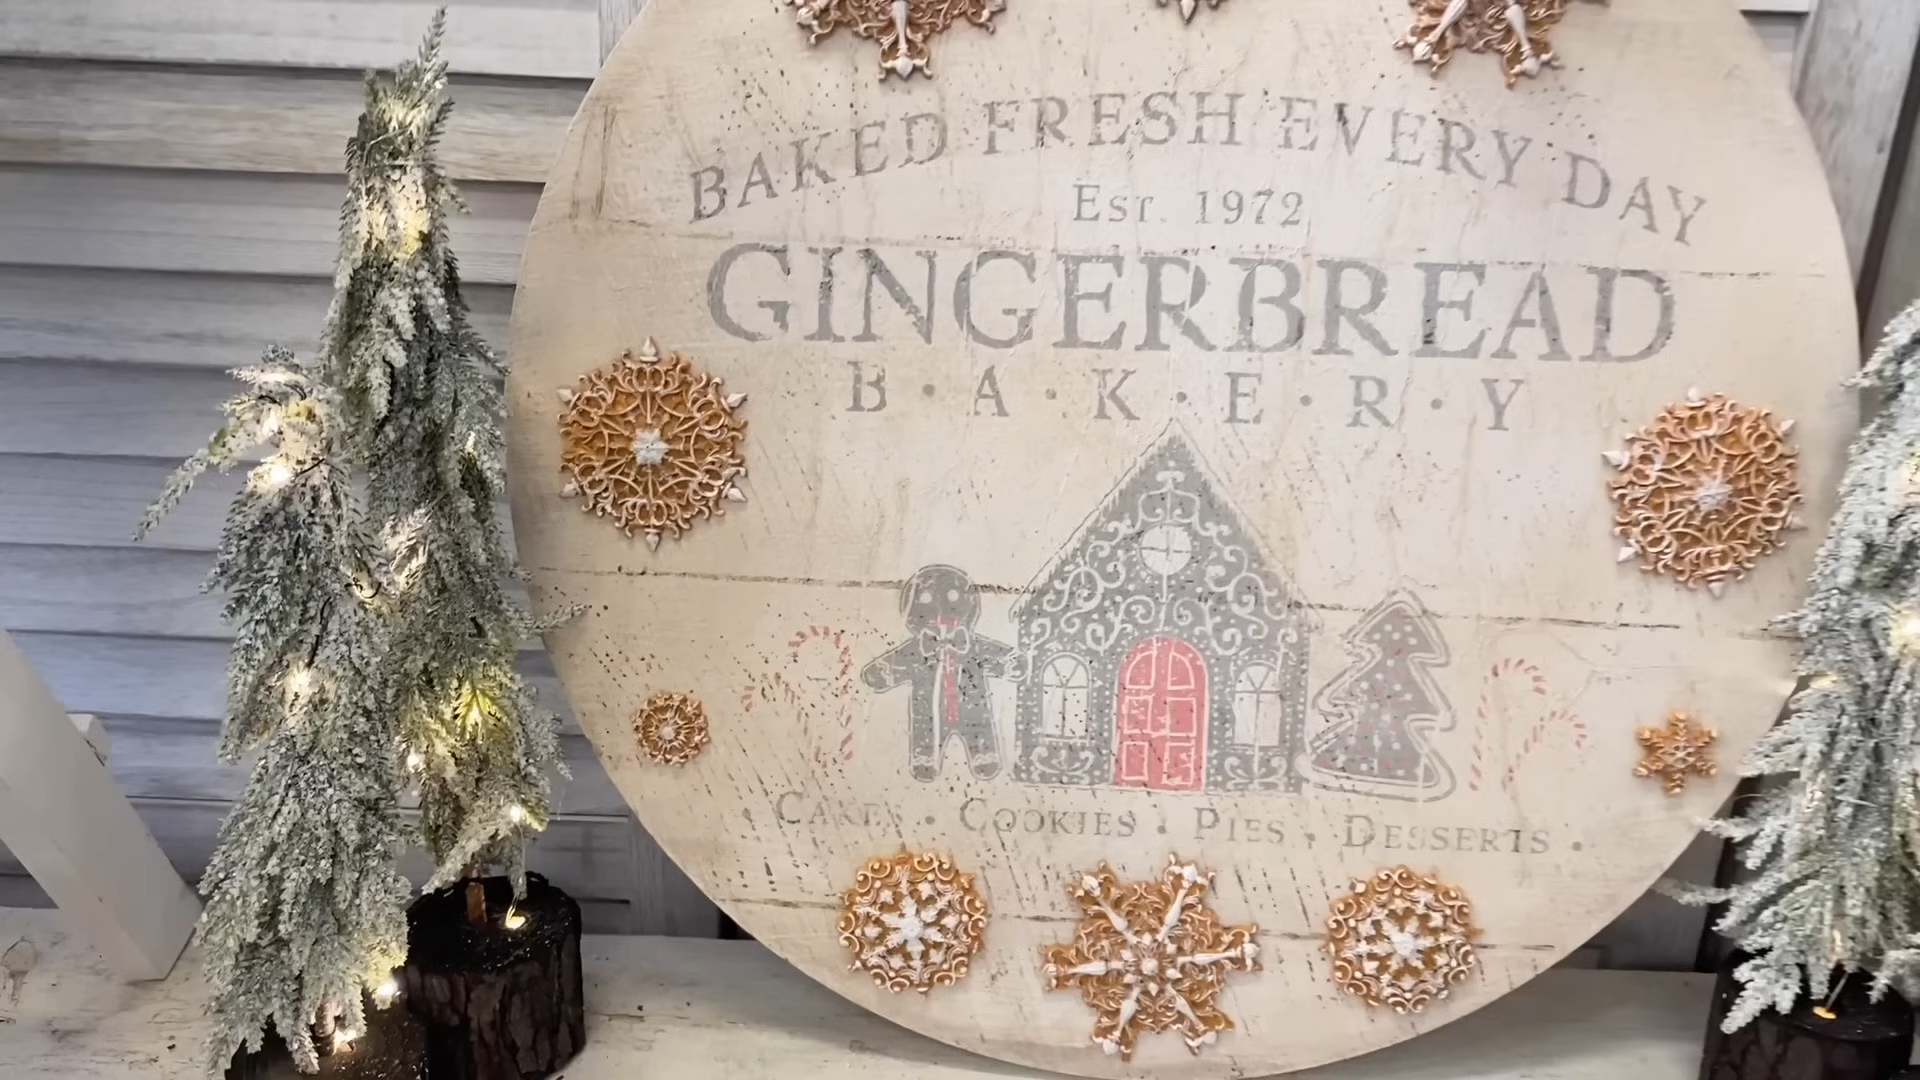 BAKED FRESH EVERY DAY
Est. 1972
GINGERBREAD
B·A·K·E·R·Y
Cakes · Cookies · Pies · Desserts ·